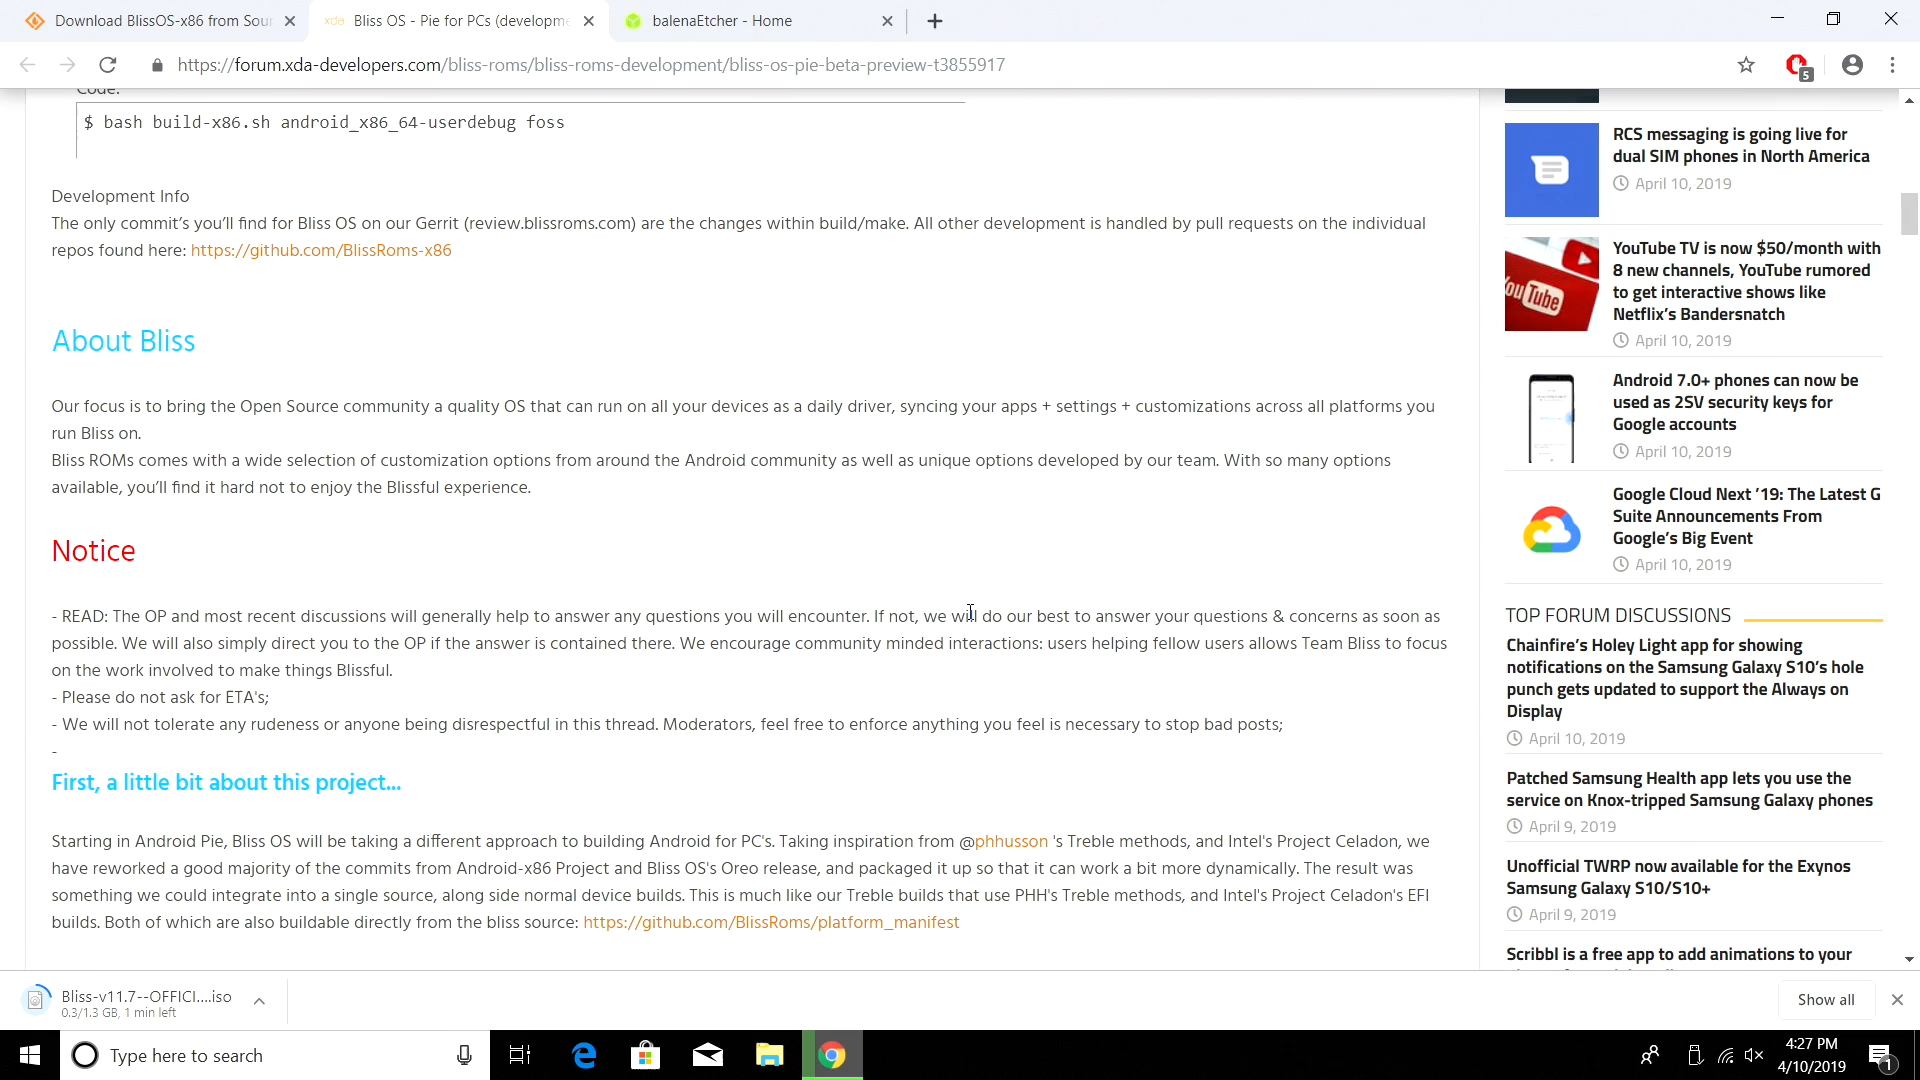 Download BlissOS-x86 from Sour
Bliss OS - Pie for PCs (developme
balenaEtcher - Home
https://forum.xda-developers.com/bliss-roms/bliss-roms-development/bliss-os-pie-beta-preview-t3855917
5
Code:
$ bash build-x86.sh android_x86_64-userdebug foss
Development Info
The only commit's you'll find for Bliss OS on our Gerrit (review.blissroms.com) are the changes within build/make. All other development is handled by pull requests on the individual
repos found here: https://github.com/BlissRoms-x86
About Bliss
Our focus is to bring the Open Source community a quality OS that can run on all your devices as a daily driver, syncing your apps + settings + customizations across all platforms you
run Bliss on.
Bliss ROMs comes with a wide selection of customization options from around the Android community as well as unique options developed by our team. With so many options
available, you'll find it hard not to enjoy the Blissful experience.
Notice
- READ: The OP and most recent discussions will generally help to answer any questions you will encounter. If not, we will do our best to answer your questions & concerns as soon as
possible. We will also simply direct you to the OP if the answer is contained there. We encourage community minded interactions: users helping fellow users allows Team Bliss to focus
on the work involved to make things Blissful.
- Please do not ask for ETA's;
- We will not tolerate any rudeness or anyone being disrespectful in this thread. Moderators, feel free to enforce anything you feel is necessary to stop bad posts;
-
First, a little bit about this project...
Starting in Android Pie, Bliss OS will be taking a different approach to building Android for PC's. Taking inspiration from @phhusson 's Treble methods, and Intel's Project Celadon, we
have reworked a good majority of the commits from Android-x86 Project and Bliss OS's Oreo release, and packaged it up so that it can work a bit more dynamically. The result was
something we could integrate into a single source, along side normal device builds. This is much like our Treble builds that use PHH's Treble methods, and Intel's Project Celadon's EFI
builds. Both of which are also buildable directly from the bliss source: https://github.com/BlissRoms/platform_manifest
RCS messaging is going live for
dual SIM phones in North America
April 10, 2019
YouTube
YouTube TV is now $50/month with
8 new channels, YouTube rumored
to get interactive shows like
Netflix's Bandersnatch
April 10, 2019
Android 7.0+ phones can now be
used as 2SV security keys for
Google accounts
April 10, 2019
Google Cloud Next '19: The Latest G
Suite Announcements From
Google's Big Event
April 10, 2019
TOP FORUM DISCUSSIONS
Chainfire's Holey Light app for showing
notifications on the Samsung Galaxy S10's hole
punch gets updated to support the Always on
Display
April 10, 2019
Patched Samsung Health app lets you use the
service on Knox-tripped Samsung Galaxy phones
April 9, 2019
Unofficial TWRP now available for the Exynos
Samsung Galaxy S10/S10+
April 9, 2019
Scribbl is a free app to add animations to your
Bliss-v11.7--OFFICI....iso
0.3/1.3 GB, 1 min left
Show all
Type here to search
4:27 PM
4/10/2019
1